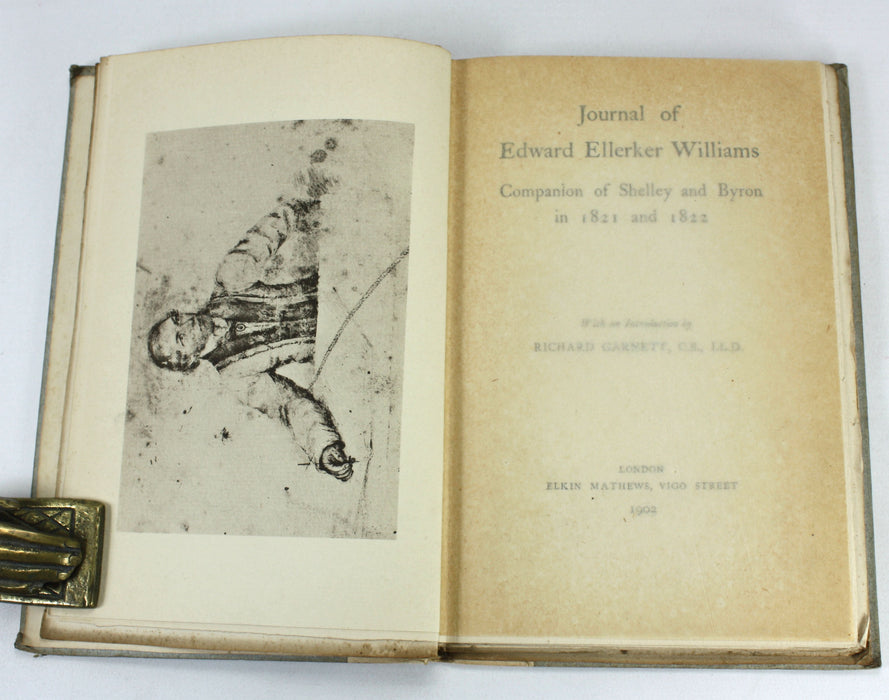 Journal of
Edward Ellerker Williams
Companion of Shelley and Byron
in 1821 and 1822
With an Introduction by
RICHARD GARNETT, C.B., LL.D.
LONDON
ELKIN MATHEWS, VIGO STREET
1902